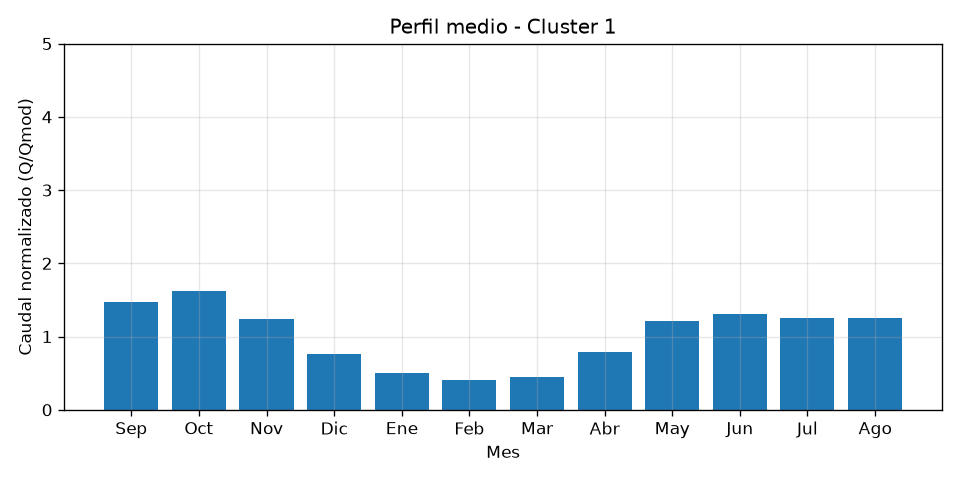 Perfil medio - Cluster 1
Caudal normalizado (Q/Qmod)
5
4
3
2
1
0
Sep Oct Nov Dic Ene Feb Mar Abr May Jun Jul Ago
Mes